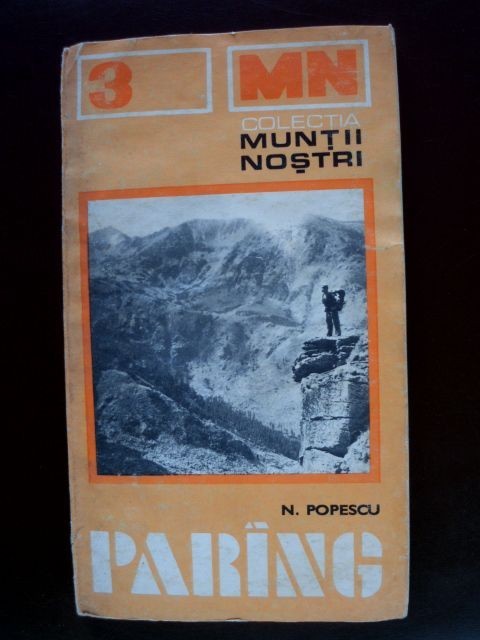 3 MN
COLECȚIA
MUNȚII
NOȘTRI
N. POPESCU
PARÎNG